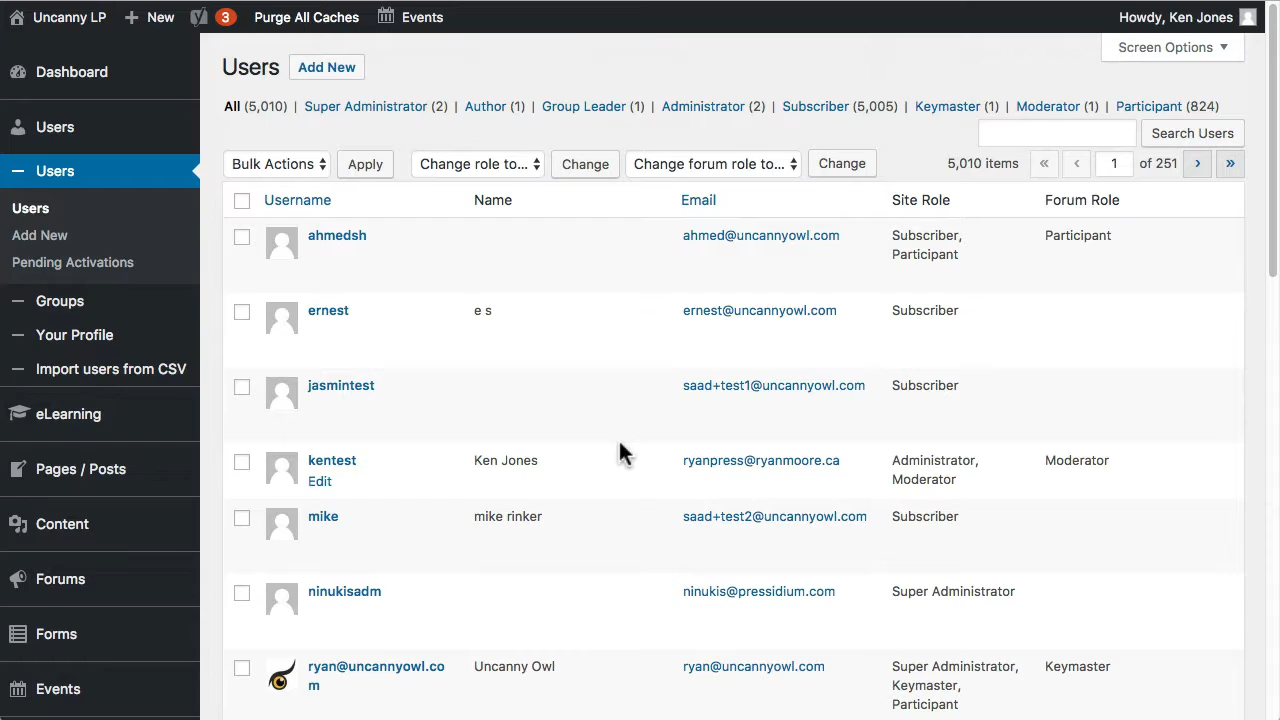 Uncanny LP New 3 Purge All Caches Events Howdy, Ken Jones
Dashboard
Users
Users
Users
Add New
Pending Activations
Groups
Your Profile
Import users from CSV
eLearning
Pages / Posts
Content
Forums
Forms
Events
Screen Options
Users Add New
All (5,010) | Super Administrator (2) | Author (1) | Group Leader (1) | Administrator (2) | Subscriber (5,005) | Keymaster (1) | Moderator (1) | Participant (824)
Search Users
Bulk Actions Apply Change role to... Change Change forum role to... Change 5,010 items « ‹ 1 of 251 › »
Username Name Email Site Role Forum Role
ahmedsh ahmed@uncannyowl.com Subscriber, Participant
Participant
ernest e s ernest@uncannyowl.com Subscriber
jasmintest saad+test1@uncannyowl.com Subscriber
kentest Ken Jones ryanpress@ryanmoore.ca Administrator, Moderator
Edit Moderator
mike mike rinker saad+test2@uncannyowl.com Subscriber
ninukisadm ninukis@pressidium.com Super Administrator
ryan@uncannyowl.co Uncanny Owl ryan@uncannyowl.com Super Administrator, Keymaster
m Keymaster,
Participant